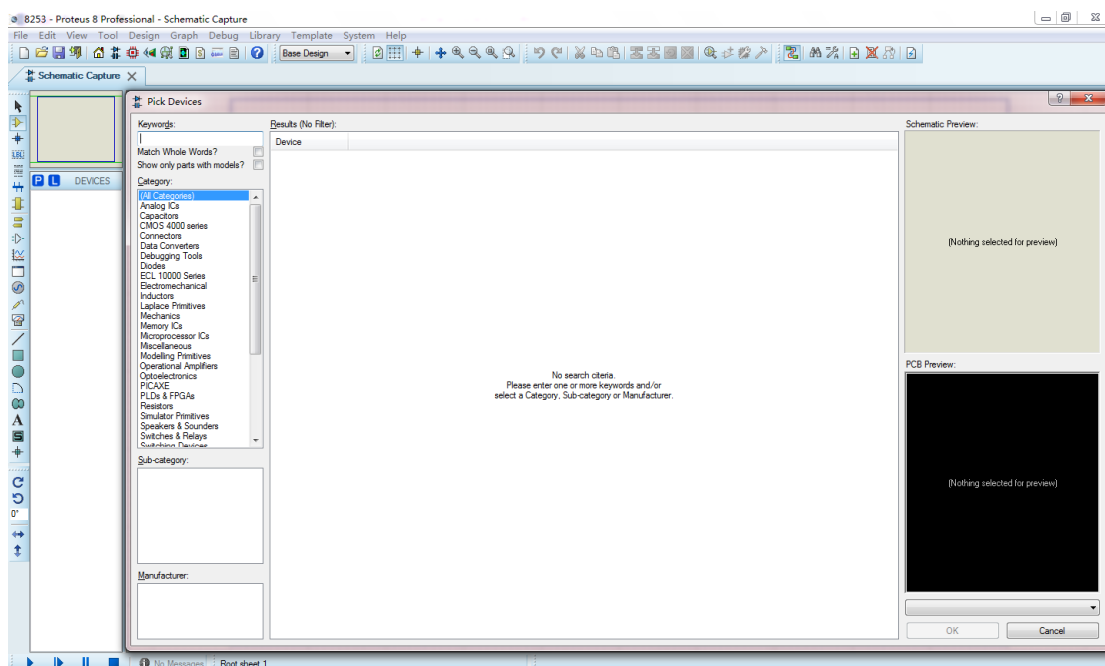 8253 - Proteus 8 Professional - Schematic Capture
File Edit View Tool Design Graph Debug Library Template System Help
Base Design
Schematic Capture
Pick Devices
Keywords:
Results (No Filter):
Schematic Preview:
Device
Match Whole Words?
Show only parts with models?
P L DEVICES
Category:
(All Categories)
Analog ICs
Capacitors
CMOS 4000 series
Connectors
Data Converters
Debugging Tools
Diodes
ECL 10000 Series
Electromechanical
Inductors
Laplace Primitives
Mechanics
Memory ICs
Microprocessor ICs
Miscellaneous
Modelling Primitives
Operational Amplifiers
Optoelectronics
PICAXE
PLDs & FPGAs
Resistors
Simulator Primitives
Speakers & Sounders
Switches & Relays
Switching Devices
(Nothing selected for preview)
No search citeria.
Please enter one or more keywords and/or
select a Category, Sub-category or Manufacturer.
PCB Preview:
(Nothing selected for preview)
Sub-category:
0°
Manufacturer:
OK Cancel
No Messages Root sheet 1